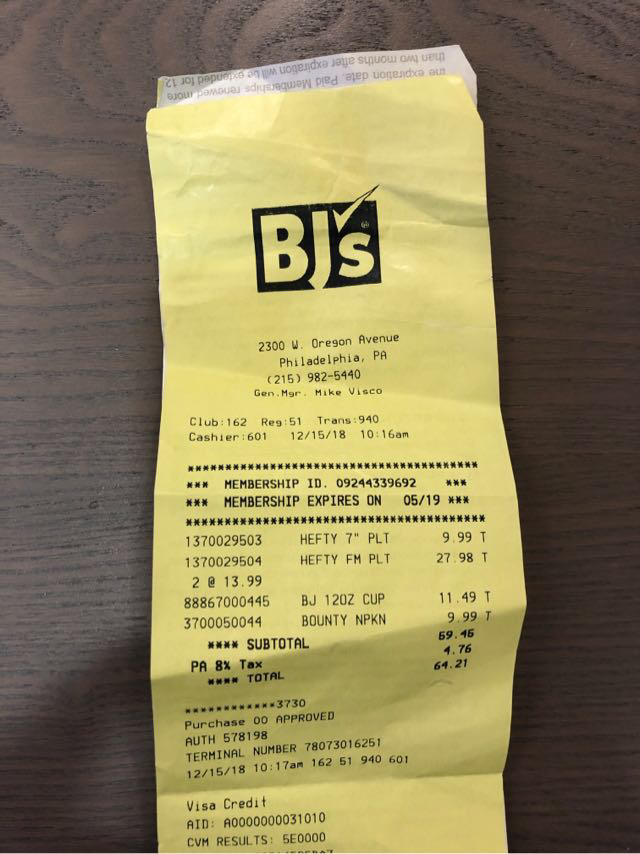 the expiration date. Paid Memberships renewed more
than two months after expiration will be extended for 12
BJ's®
2300 W. Oregon Avenue
Philadelphia, PA
(215) 982-5440
Gen.Mgr. Mike Visco
Club:162 Reg:51 Trans:940
Cashier:601 12/15/18 10:16am
****************************************
*** MEMBERSHIP ID. 09244339692 ***
*** MEMBERSHIP EXPIRES ON 05/19 ***
****************************************
1370029503 HEFTY 7" PLT 9.99 T
1370029504 HEFTY FM PLT 27.98 T
2 @ 13.99
88867000445 BJ 12OZ CUP 11.49 T
3700050044 BOUNTY NPKN 9.99 T
**** SUBTOTAL 59.45
PA 8% Tax 4.76
**** TOTAL 64.21
************3730
Purchase 00 APPROVED
AUTH 578198
TERMINAL NUMBER 78073016251
12/15/18 10:17am 162 51 940 601
Visa Credit
AID: A0000000031010
CVM RESULTS: 5E0000